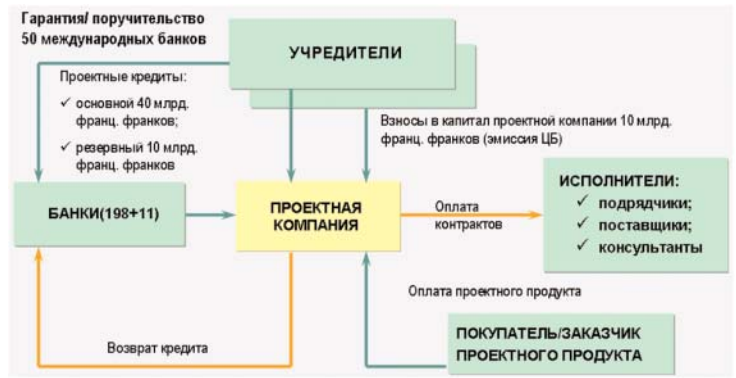 Гарантия/ поручительство
50 международных банков
УЧРЕДИТЕЛИ
Проектные кредиты:
✓ основной 40 млрд.
франц. франков;
✓ резервный 10 млрд.
франц. франков
Взносы в капитал проектной компании 10 млрд.
франц. франков (эмиссия ЦБ)
БАНКИ(198+11)
ПРОЕКТНАЯ
КОМПАНИЯ
Оплата
контрактов
ИСПОЛНИТЕЛИ:
✓ подрядчики;
✓ поставщики;
✓ консультанты
Оплата проектного продукта
Возврат кредита
ПОКУПАТЕЛЬ/ЗАКАЗЧИК
ПРОЕКТНОГО ПРОДУКТА